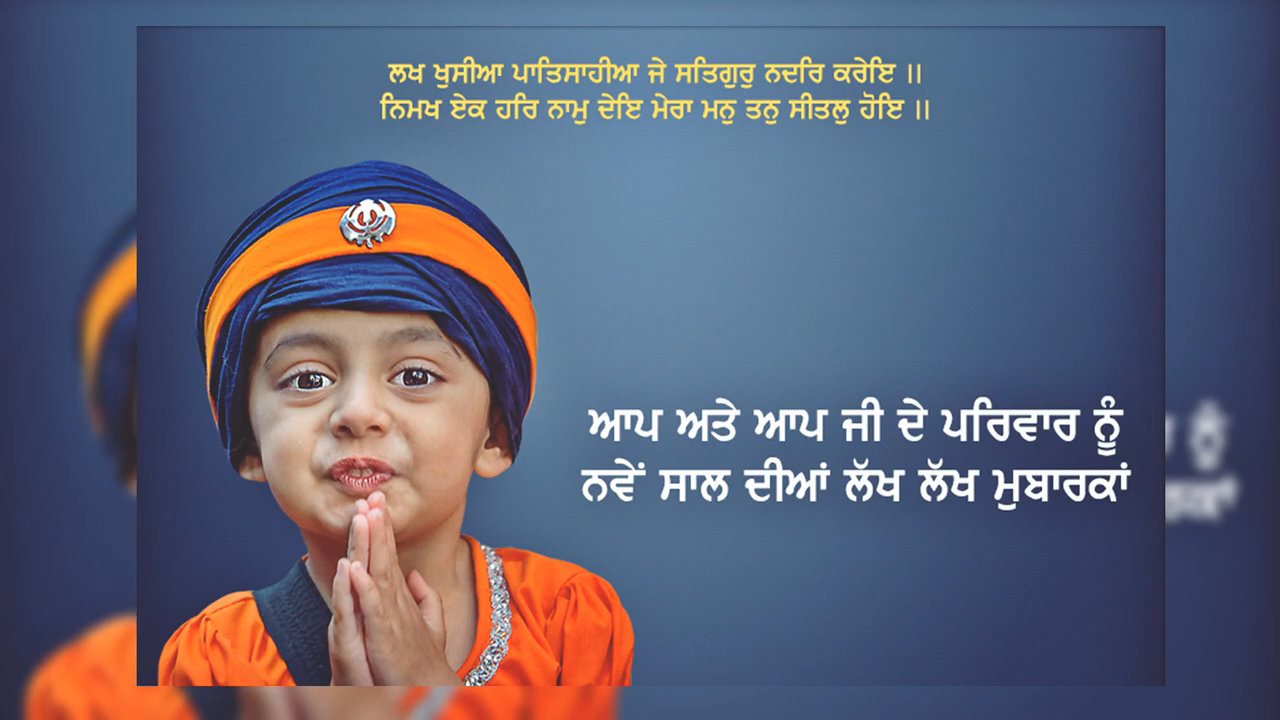 ਲਖ ਖੁਸੀਆ ਪਾਤਿਸਾਹੀਆ ਜੇ ਸਤਿਗੁਰੁ ਨਦਰਿ ਕਰੇਇ ॥
ਨਿਮਖ ਏਕ ਹਰਿ ਨਾਮੁ ਦੇਇ ਮੇਰਾ ਮਨੁ ਤਨੁ ਸੀਤਲੁ ਹੋਇ ॥
ਆਪ ਅਤੇ ਆਪ ਜੀ ਦੇ ਪਰਿਵਾਰ ਨੂੰ
ਨਵੇਂ ਸਾਲ ਦੀਆਂ ਲੱਖ ਲੱਖ ਮੁਬਾਰਕਾਂ